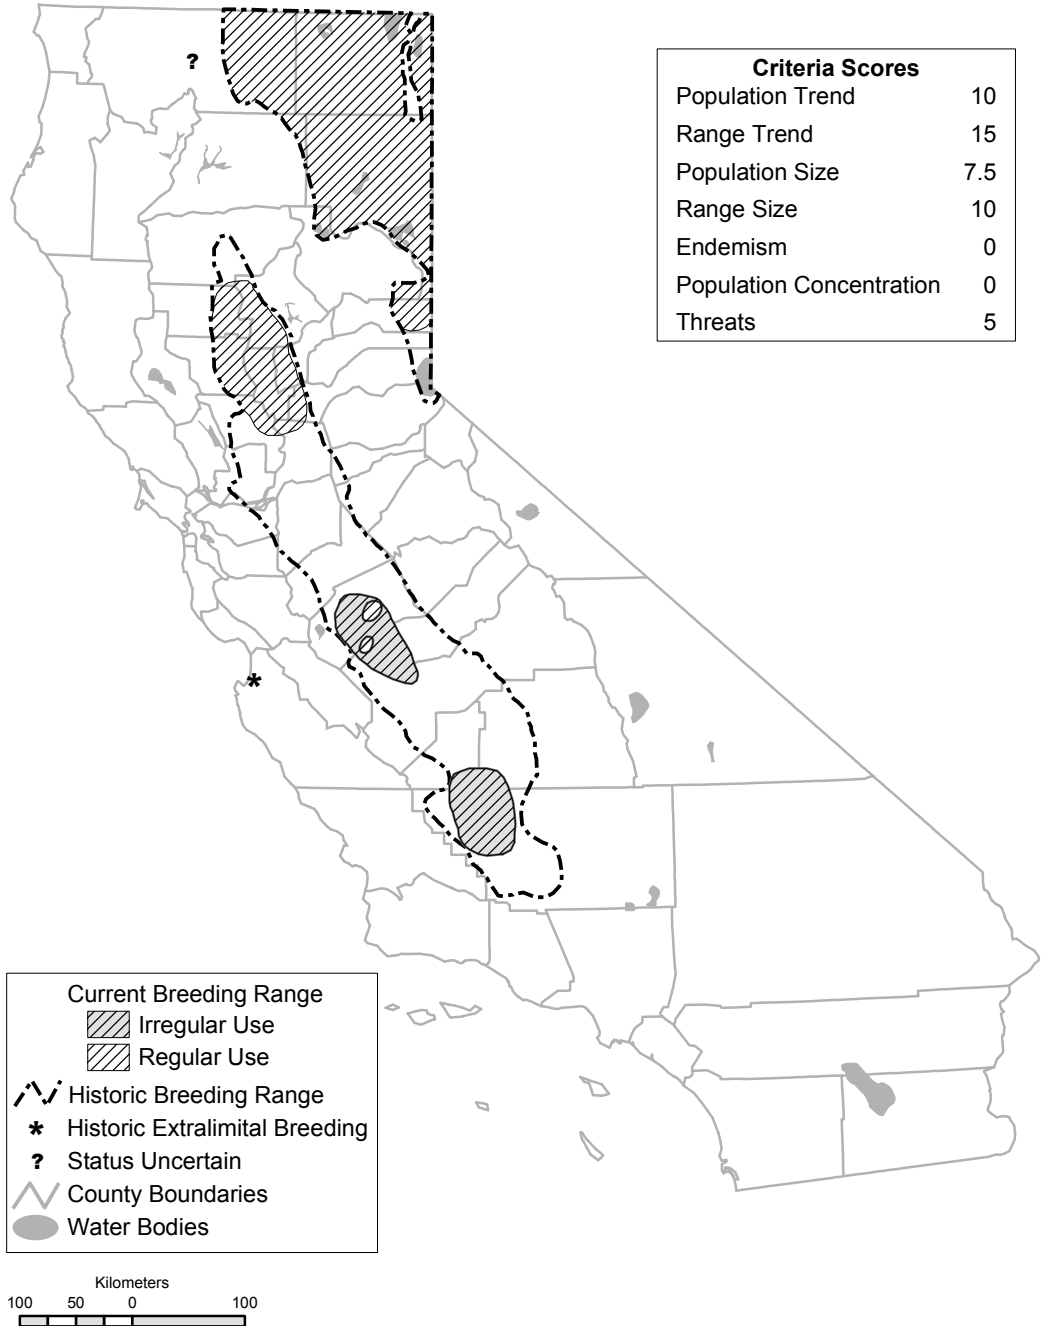 ?
Criteria Scores
Population Trend 10
Range Trend 15
Population Size 7.5
Range Size 10
Endemism 0
Population Concentration 0
Threats 5
*
Current Breeding Range
Irregular Use
Regular Use
Historic Breeding Range
* Historic Extralimital Breeding
? Status Uncertain
County Boundaries
Water Bodies
Kilometers
100 50 0 100